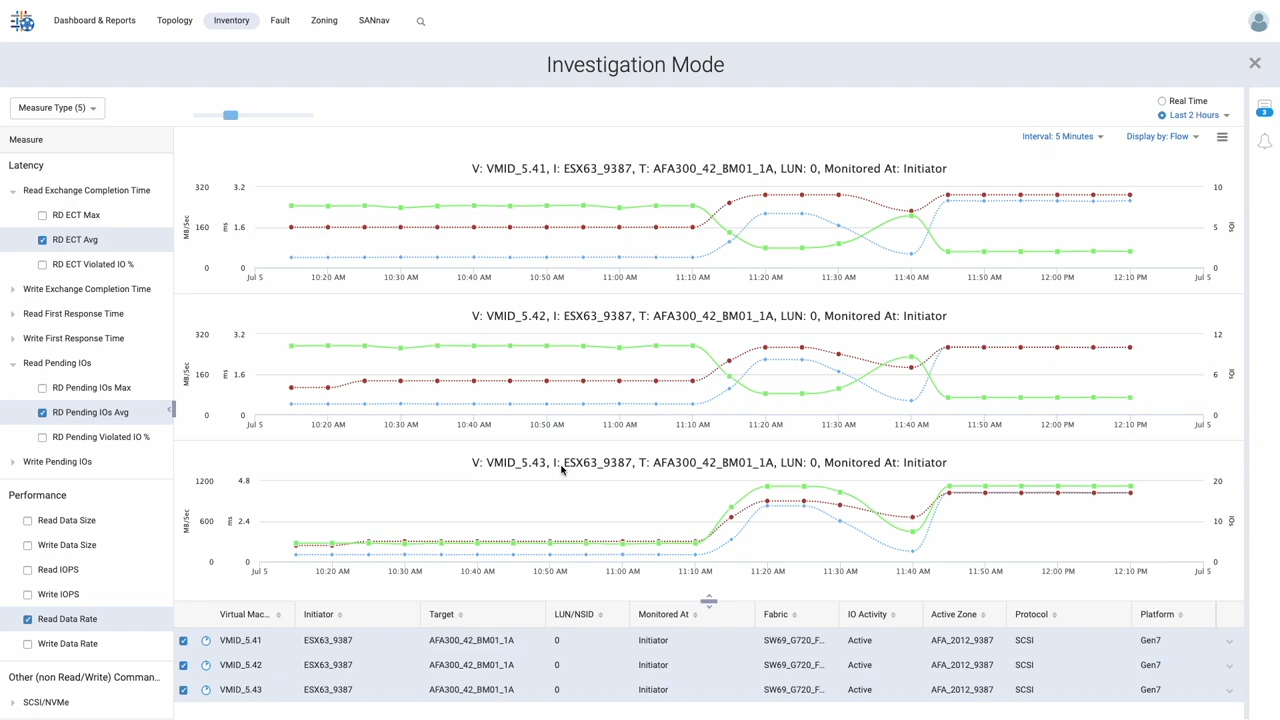 Dashboard & Reports Topology Inventory Fault Zoning SANnav
Investigation Mode
Measure Type (5)
Real Time
Last 2 Hours
3
Interval: 5 Minutes Display by: Flow
Measure
Latency
Read Exchange Completion Time
RD ECT Max
RD ECT Avg
RD ECT Violated IO %
Write Exchange Completion Time
Read First Response Time
Write First Response Time
Read Pending IOs
RD Pending IOs Max
RD Pending IOs Avg
RD Pending Violated IO %
Write Pending IOs
Performance
Read Data Size
Write Data Size
Read IOPS
Write IOPS
Read Data Rate
Write Data Rate
Other (non Read/Write) Comman...
SCSI/NVMe
V: VMID_5.41, I: ESX63_9387, T: AFA300_42_BM01_1A, LUN: 0, Monitored At: Initiator
320 3.2 10
MB/Sec ms IOs
160 1.6 5
0 0 0
Jul 5 10:20 AM 10:30 AM 10:40 AM 10:50 AM 11:00 AM 11:10 AM 11:20 AM 11:30 AM 11:40 AM 11:50 AM 12:00 PM 12:10 PM Jul 5
V: VMID_5.42, I: ESX63_9387, T: AFA300_42_BM01_1A, LUN: 0, Monitored At: Initiator
320 3.2 12
MB/Sec ms IOs
160 1.6 6
0 0 0
Jul 5 10:20 AM 10:30 AM 10:40 AM 10:50 AM 11:00 AM 11:10 AM 11:20 AM 11:30 AM 11:40 AM 11:50 AM 12:00 PM 12:10 PM Jul 5
V: VMID_5.43, I: ESX63_9387, T: AFA300_42_BM01_1A, LUN: 0, Monitored At: Initiator
1200 4.8 20
MB/Sec ms IOs
600 2.4 10
0 0 0
Jul 5 10:20 AM 10:30 AM 10:40 AM 10:50 AM 11:00 AM 11:10 AM 11:20 AM 11:30 AM 11:40 AM 11:50 AM 12:00 PM 12:10 PM Jul 5
Virtual Mac... Initiator Target LUN/NSID Monitored At Fabric IO Activity Active Zone Protocol Platform
VMID_5.41 ESX63_9387 AFA300_42_BM01_1A 0 Initiator SW69_G720_F... Active AFA_2012_9387 SCSI Gen7
VMID_5.42 ESX63_9387 AFA300_42_BM01_1A 0 Initiator SW69_G720_F... Active AFA_2012_9387 SCSI Gen7
VMID_5.43 ESX63_9387 AFA300_42_BM01_1A 0 Initiator SW69_G720_F... Active AFA_2012_9387 SCSI Gen7